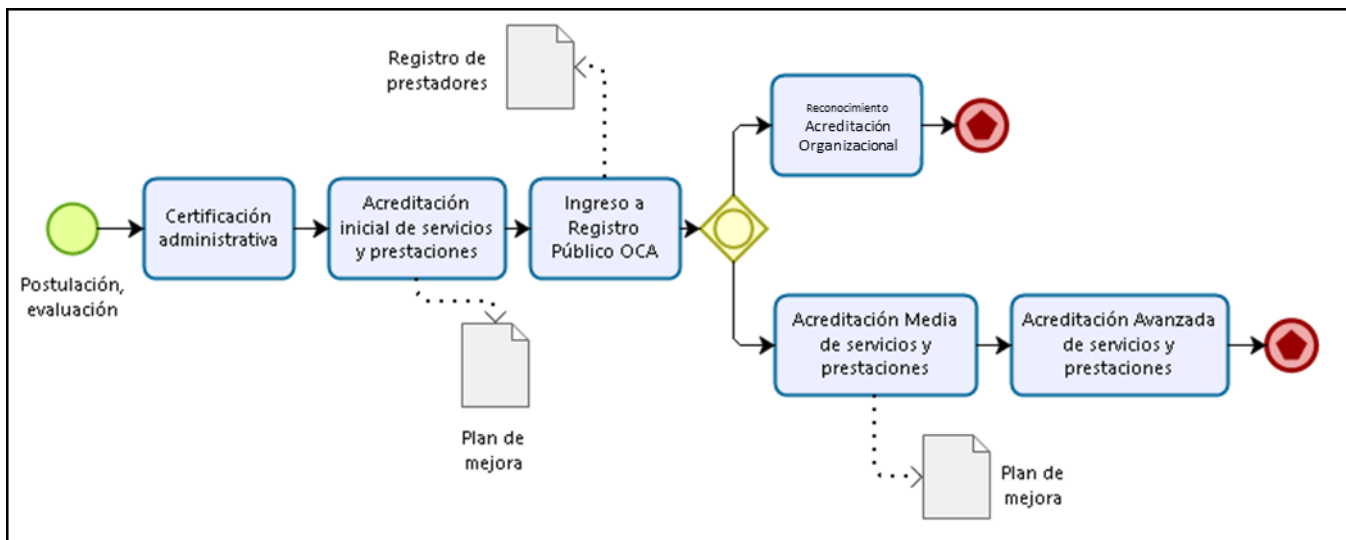 Registro de
prestadores
Reconocimiento
Acreditación
Organizacional
Postulación,
evaluación
Certificación
administrativa
Acreditación
inicial de servicios
y prestaciones
Ingreso a
Registro
Público OCA
Plan de
mejora
Acreditación Media
de servicios y
prestaciones
Acreditación Avanzada
de servicios y
prestaciones
Plan de
mejora